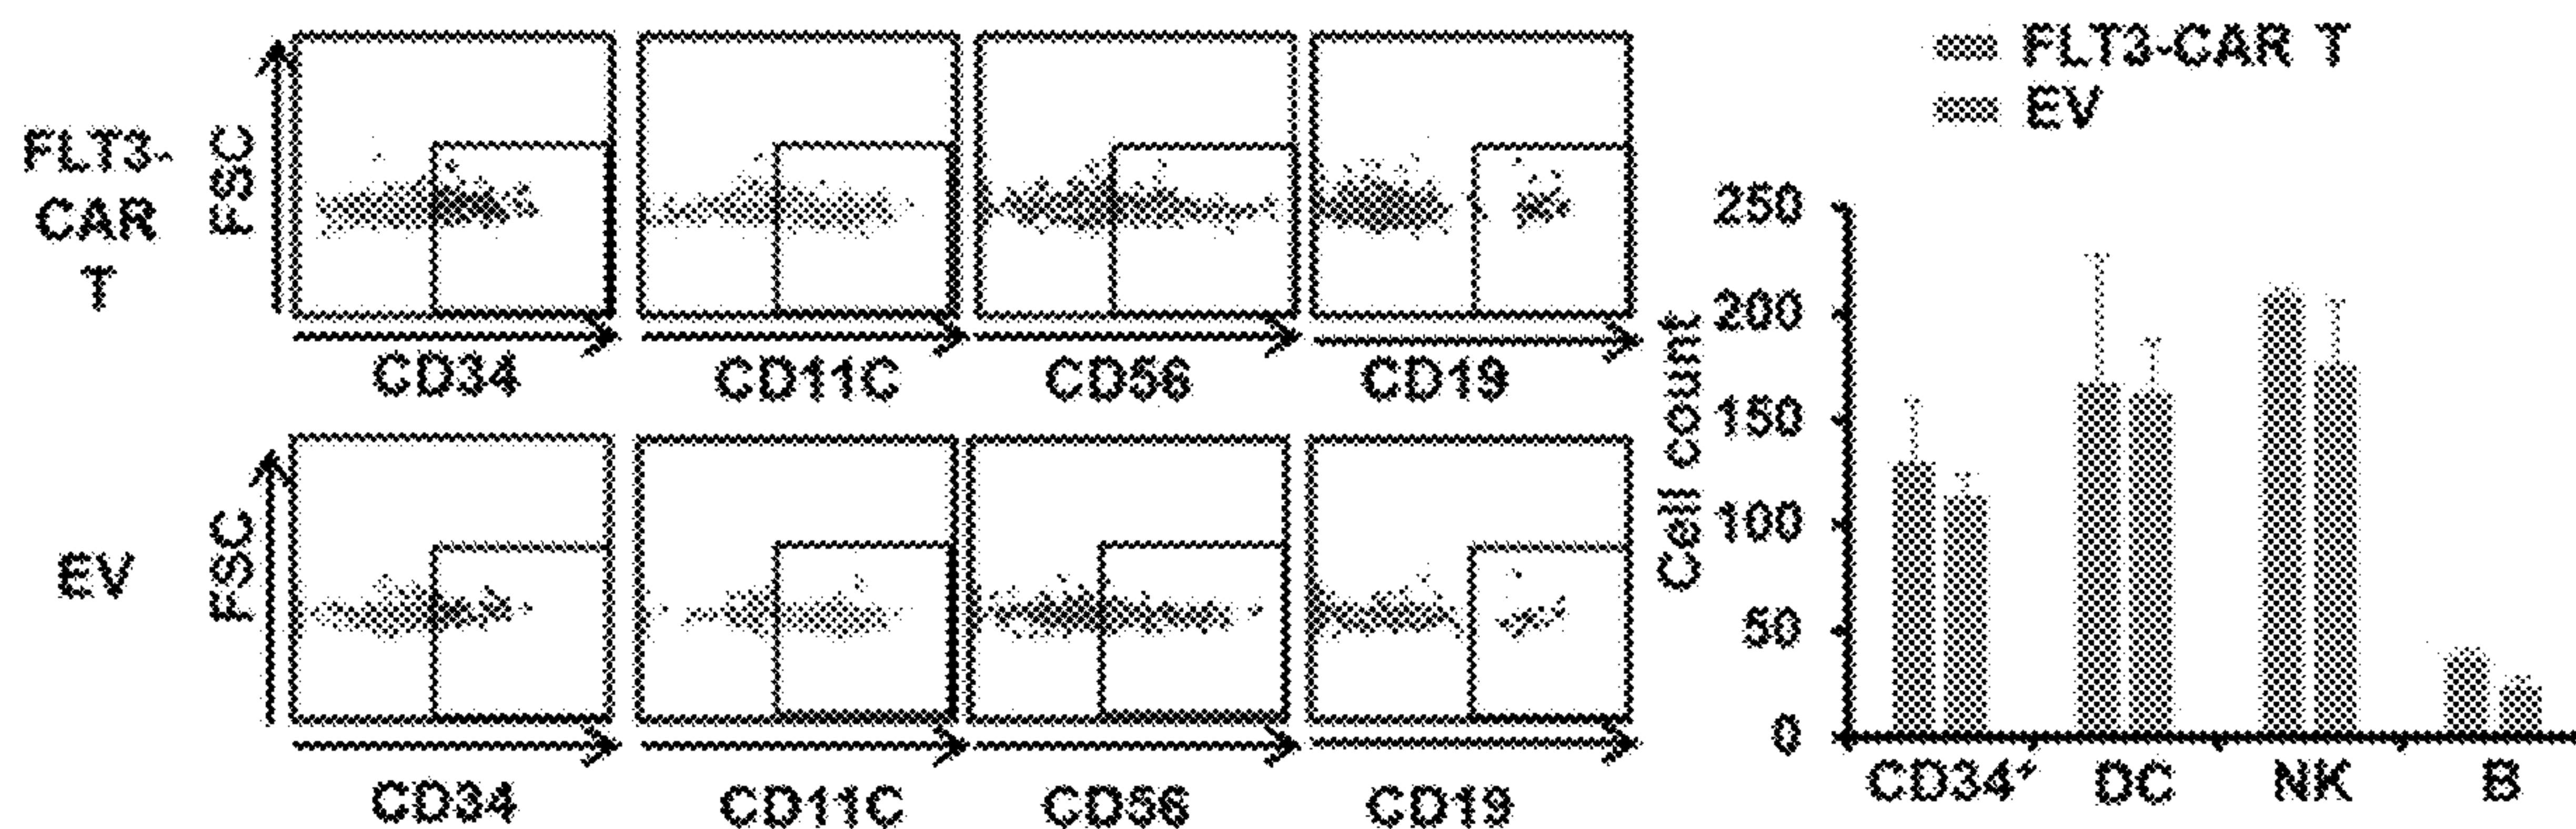 FLT3-
CAR
T
FSC
CD34
CD11C
CD56
CD19
EV
FSC
CD34
CD11C
CD56
CD19
FLT3-CAR T
EV
Cell count
250
200
150
100
50
0
CD34+
DC
NK
B